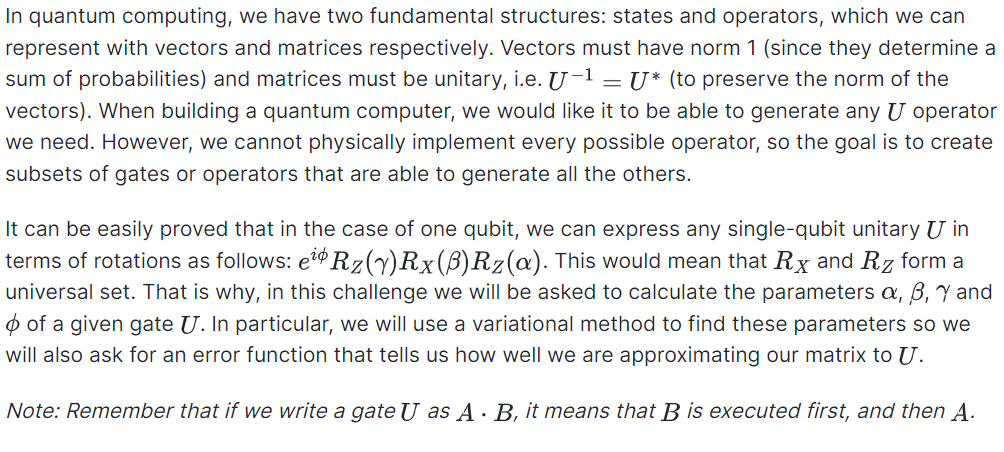 In quantum computing, we have two fundamental structures: states and operators, which we can
represent with vectors and matrices respectively. Vectors must have norm 1 (since they determine a
sum of probabilities) and matrices must be unitary, i.e. U⁻¹ = U* (to preserve the norm of the
vectors). When building a quantum computer, we would like it to be able to generate any U operator
we need. However, we cannot physically implement every possible operator, so the goal is to create
subsets of gates or operators that are able to generate all the others.
It can be easily proved that in the case of one qubit, we can express any single-qubit unitary U in
terms of rotations as follows: e^{iϕ}R_Z(γ)R_X(β)R_Z(α). This would mean that R_X and R_Z form a
universal set. That is why, in this challenge we will be asked to calculate the parameters α, β, γ and
ϕ of a given gate U. In particular, we will use a variational method to find these parameters so we
will also ask for an error function that tells us how well we are approximating our matrix to U.
Note: Remember that if we write a gate U as A · B, it means that B is executed first, and then A.